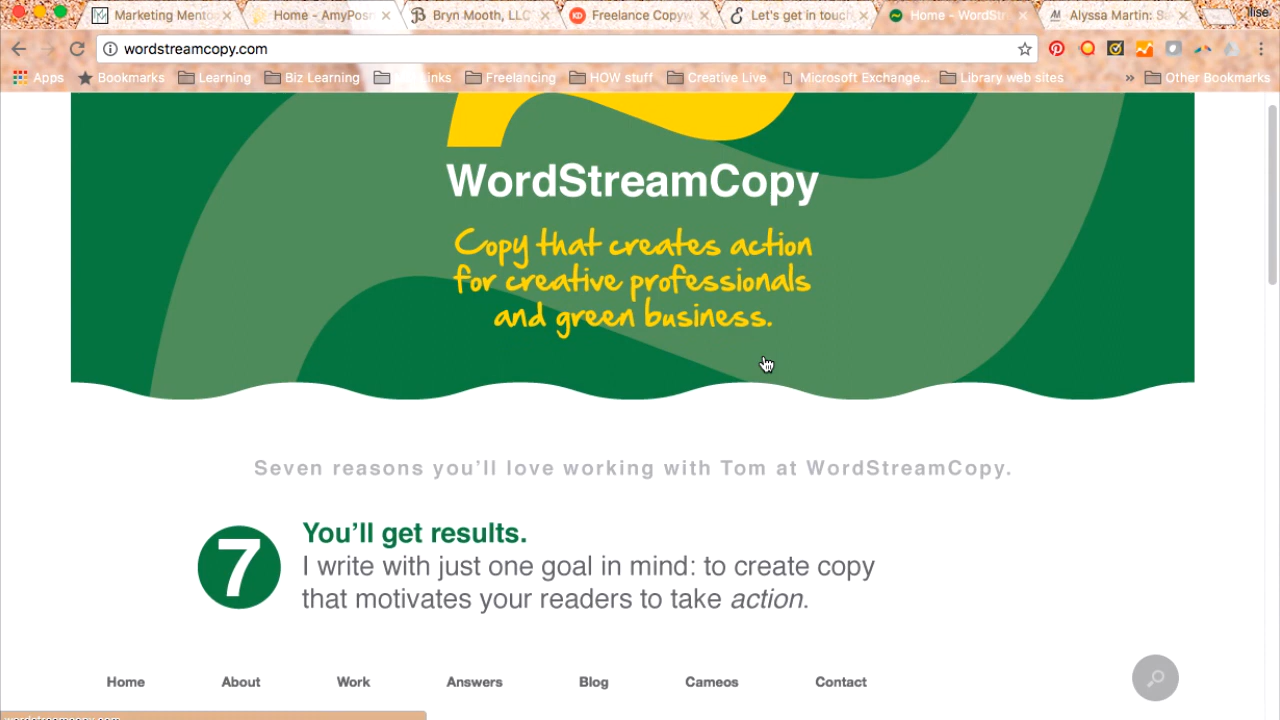 Marketing Mento
Home - AmyPosn
Bryn Mooth, LLC
Freelance Copyw
Let's get in touch
Home - WordStr
Alyssa Martin: Sa
Ilise
wordstreamcopy.com
Apps Bookmarks Learning Biz Learning Freelancing HOW stuff Creative Live Microsoft Exchange... Library web sites » Other Bookmarks
WordStreamCopy
Copy that creates action
for creative professionals
and green business.
Seven reasons you'll love working with Tom at WordStreamCopy.
7
You'll get results.
I write with just one goal in mind: to create copy
that motivates your readers to take action.
Home About Work Answers Blog Cameos Contact